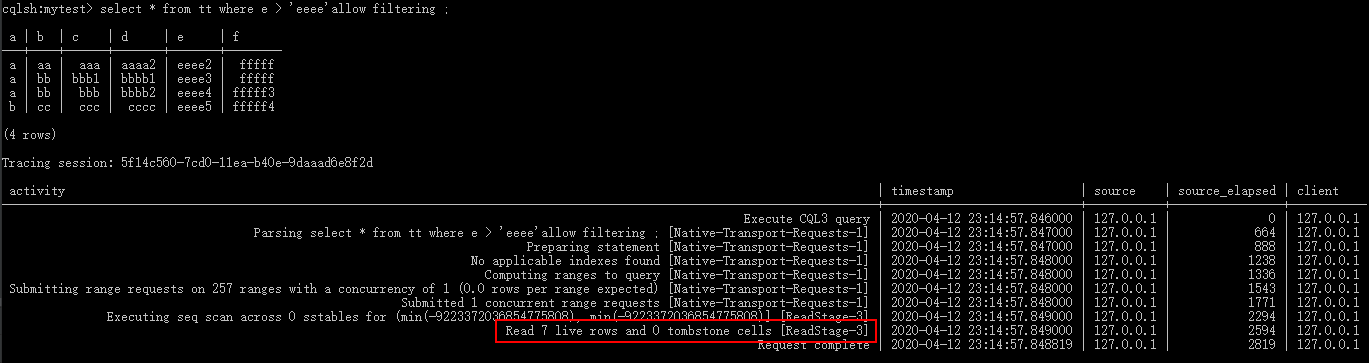 cqlsh:mytest> select * from tt where e > 'eeee'allow filtering ;
a | b | c | d | e | f
a | aa | aaa | aaaa2 | eeee2 | fffff
a | bb | bbb1 | bbbb1 | eeee3 | fffff
a | bb | bbb | bbbb2 | eeee4 | fffff3
b | cc | ccc | cccc | eeee5 | fffff4
(4 rows)
Tracing session: 5f14c560-7cd0-11ea-b40e-9daaad6e8f2d
activity | timestamp | source | source_elapsed | client
Execute CQL3 query | 2020-04-12 23:14:57.846000 | 127.0.0.1 | 0 | 127.0.0.1
Parsing select * from tt where e > 'eeee'allow filtering ; [Native-Transport-Requests-1] | 2020-04-12 23:14:57.847000 | 127.0.0.1 | 664 | 127.0.0.1
Preparing statement [Native-Transport-Requests-1] | 2020-04-12 23:14:57.847000 | 127.0.0.1 | 888 | 127.0.0.1
No applicable indexes found [Native-Transport-Requests-1] | 2020-04-12 23:14:57.848000 | 127.0.0.1 | 1238 | 127.0.0.1
Computing ranges to query [Native-Transport-Requests-1] | 2020-04-12 23:14:57.848000 | 127.0.0.1 | 1336 | 127.0.0.1
Submitting range requests on 257 ranges with a concurrency of 1 (0.0 rows per range expected) [Native-Transport-Requests-1] | 2020-04-12 23:14:57.848000 | 127.0.0.1 | 1543 | 127.0.0.1
Submitted 1 concurrent range requests [Native-Transport-Requests-1] | 2020-04-12 23:14:57.848000 | 127.0.0.1 | 1771 | 127.0.0.1
Executing seq scan across 0 sstables for (min(-9223372036854775808), min(-9223372036854775808)] [ReadStage-3] | 2020-04-12 23:14:57.849000 | 127.0.0.1 | 2294 | 127.0.0.1
Read 7 live rows and 0 tombstone cells [ReadStage-3] | 2020-04-12 23:14:57.849000 | 127.0.0.1 | 2594 | 127.0.0.1
Request complete | 2020-04-12 23:14:57.848819 | 127.0.0.1 | 2819 | 127.0.0.1